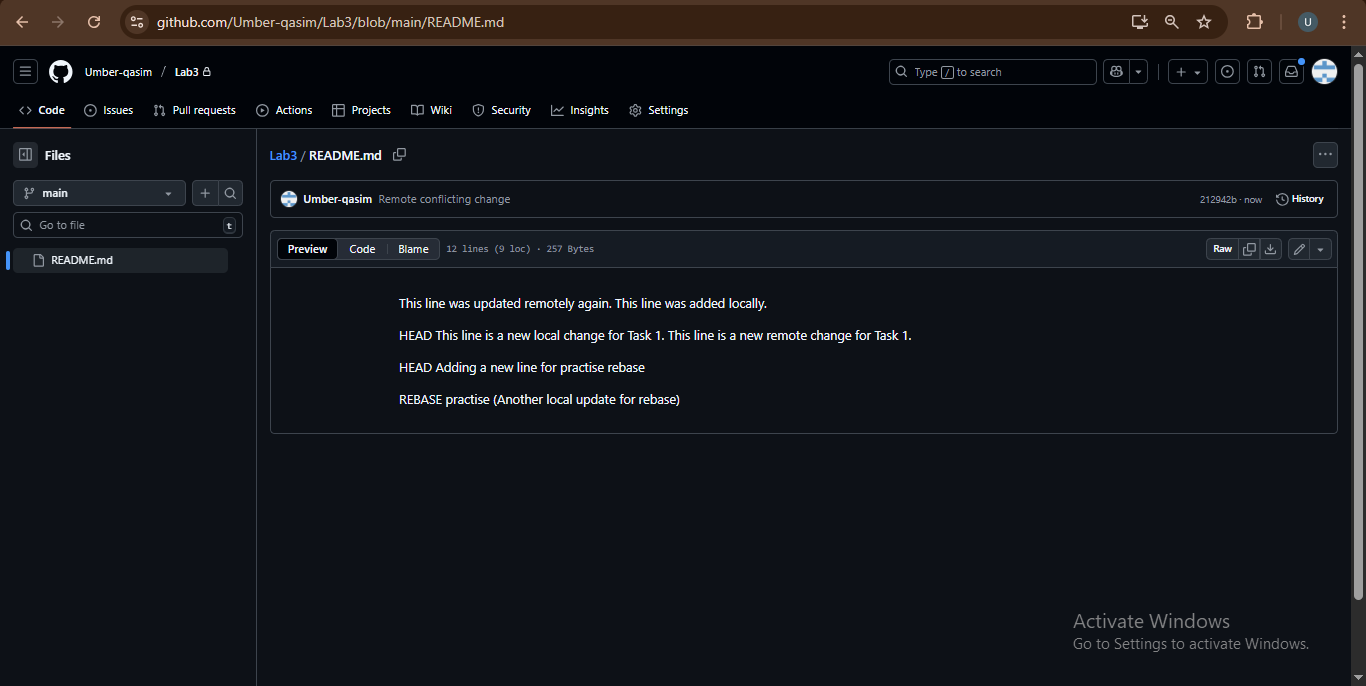 github.com/Umber-qasim/Lab3/blob/main/README.md
U
Umber-qasim / Lab3
Type / to search
Code Issues Pull requests Actions Projects Wiki Security Insights Settings
Files
Lab3 / README.md
main
Umber-qasim Remote conflicting change 212942b · now History
Go to file t
Preview Code Blame 12 lines (9 loc) · 257 Bytes Raw
README.md
This line was updated remotely again. This line was added locally.
HEAD This line is a new local change for Task 1. This line is a new remote change for Task 1.
HEAD Adding a new line for practise rebase
REBASE practise (Another local update for rebase)
Activate Windows
Go to Settings to activate Windows.